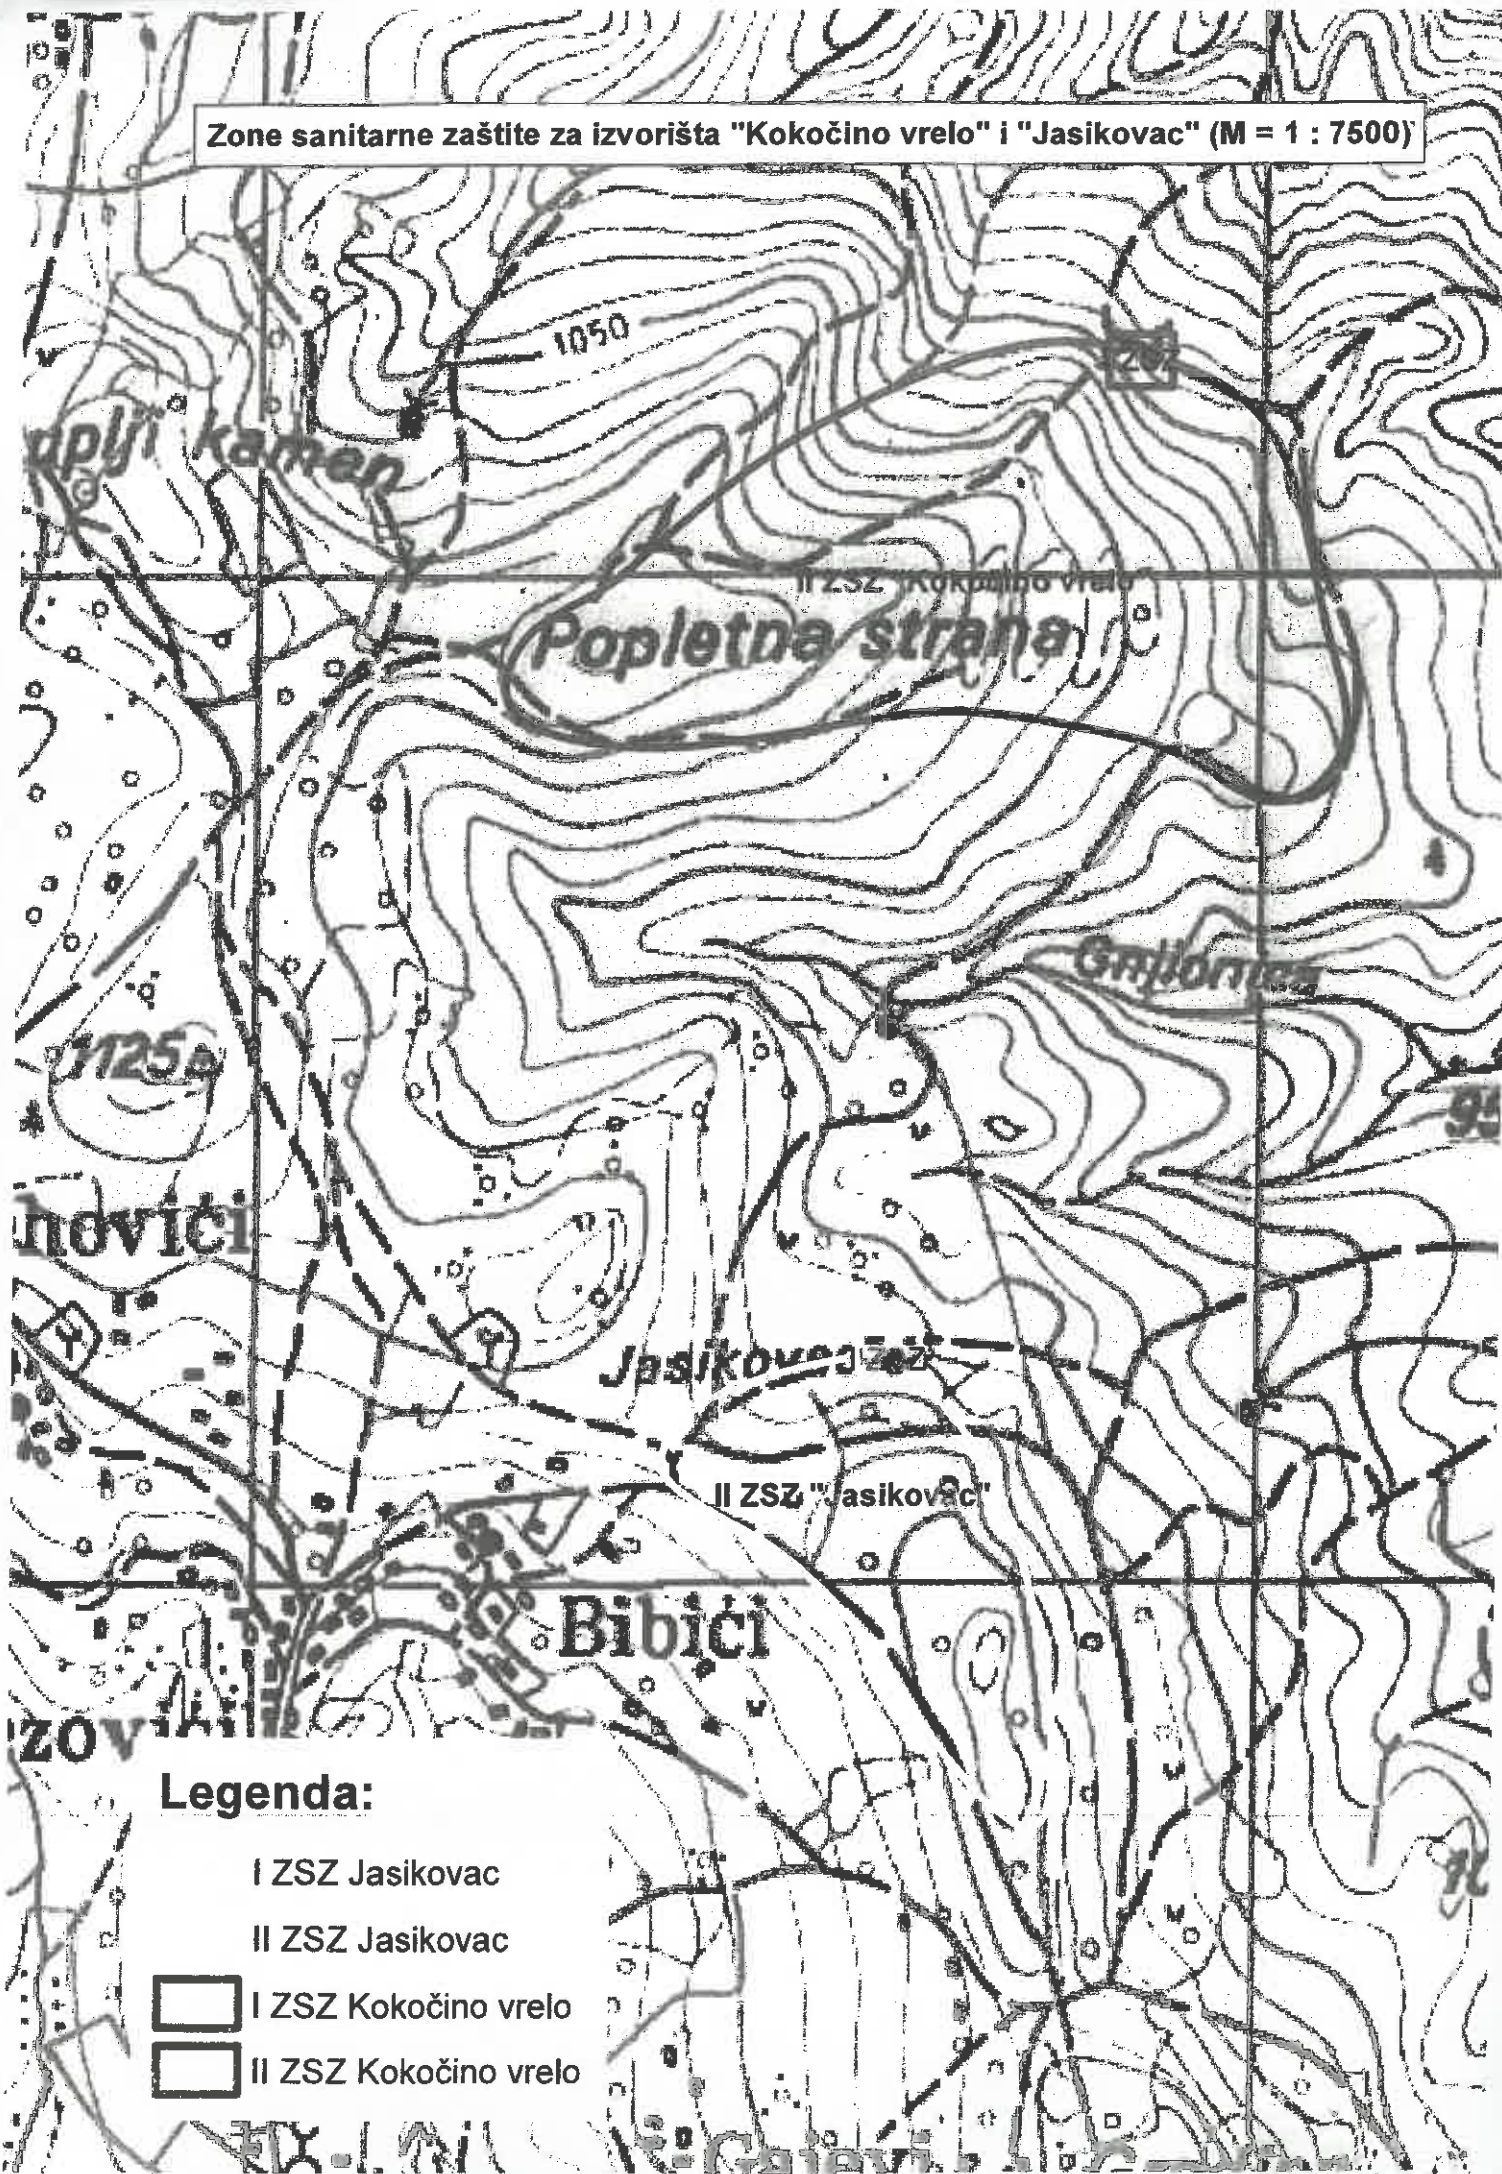 Zone sanitarne zaštite za izvorišta "Kokočino vrelo" i "Jasikovac" (M = 1 : 7500)
1050
kamen
II ZSZ "Kokočino vrelo"
Popletna strana
1125
Jasikovac
II ZSZ "Jasikovac"
Bibići
Legenda:
I ZSZ Jasikovac
II ZSZ Jasikovac
I ZSZ Kokočino vrelo
II ZSZ Kokočino vrelo